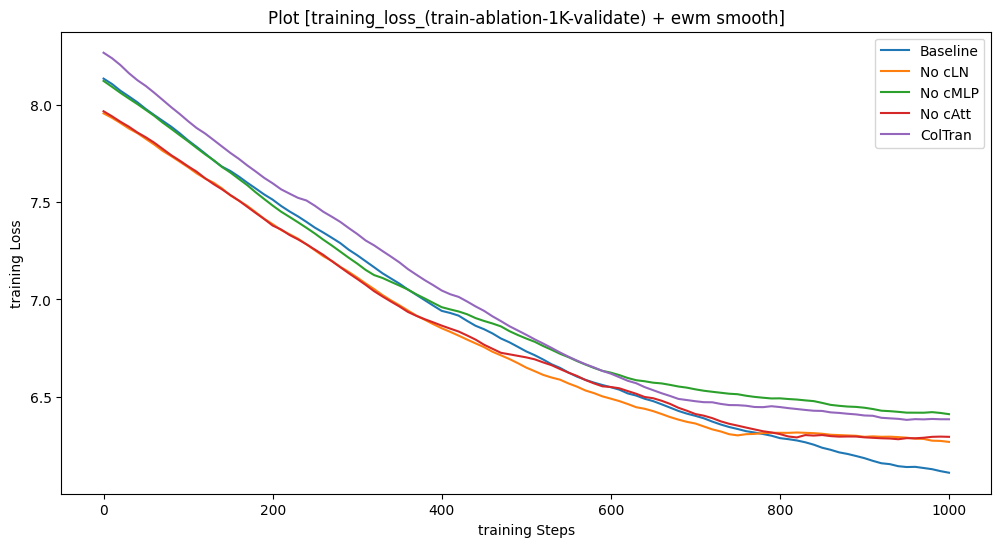 Plot [training_loss_(train-ablation-1K-validate) + ewm smooth]
Baseline
No cLN
No cMLP
No cAtt
ColTran
training Loss
8.0
7.5
7.0
6.5
0 200 400 600 800 1000
training Steps